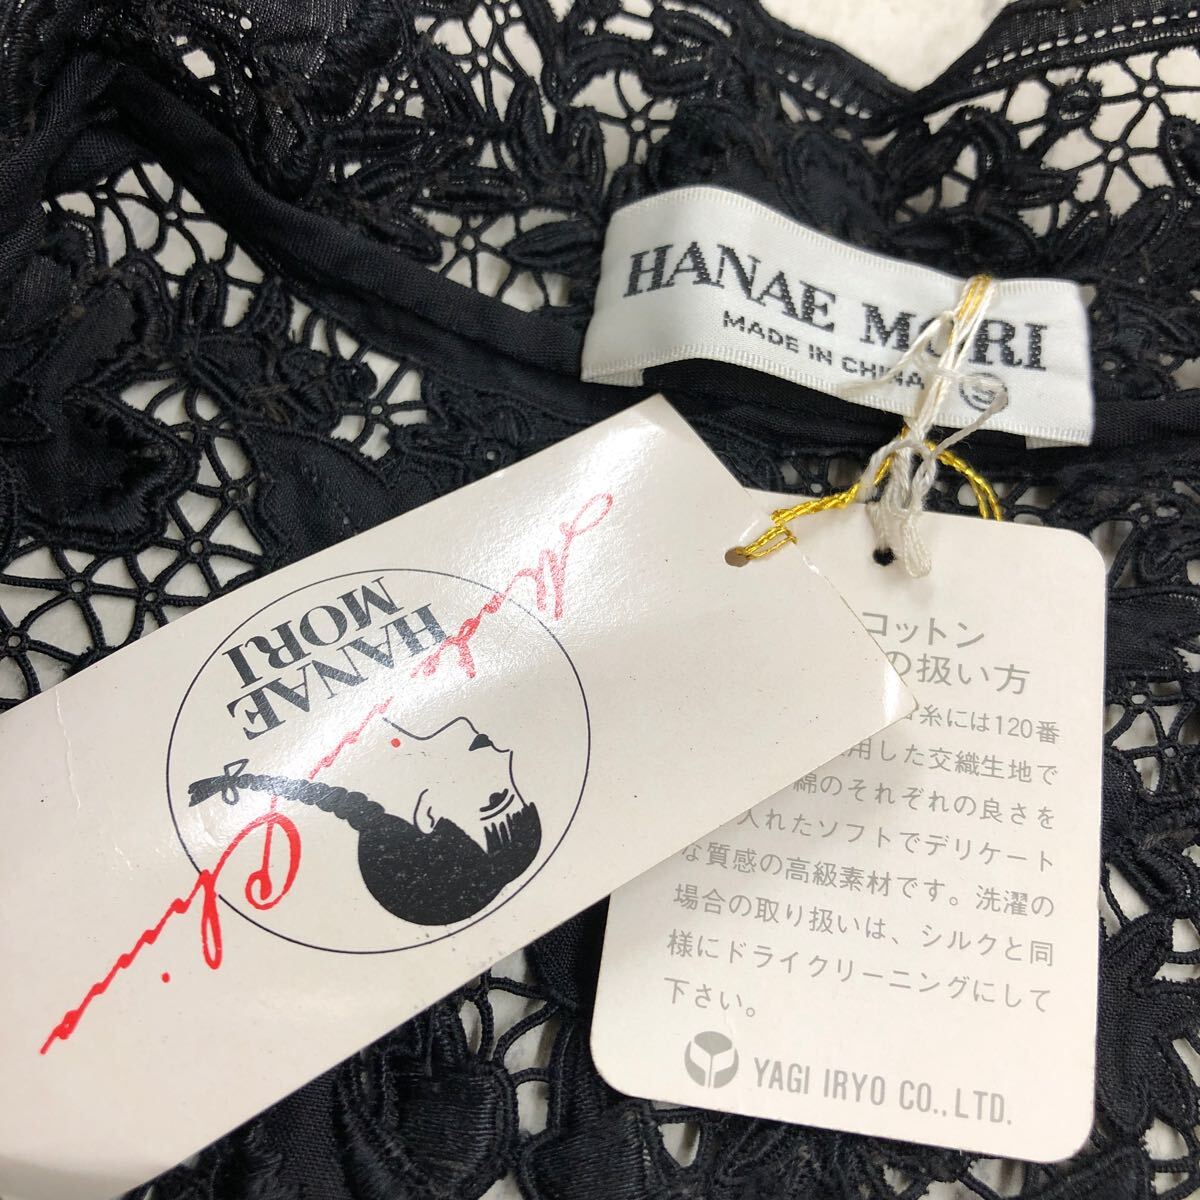 HANAE MORI
MADE IN CHINA Ⓢ
HANAE
MORI
Made in China
コットン
の扱い方
糸には120番
用した交織生地で
綿のそれぞれの良さを
入れたソフトでデリケート
な質感の高級素材です。洗濯の
場合の取り扱いは、シルクと同
様にドライクリーニングにして
下さい。
YAGI IRYO CO.,LTD.